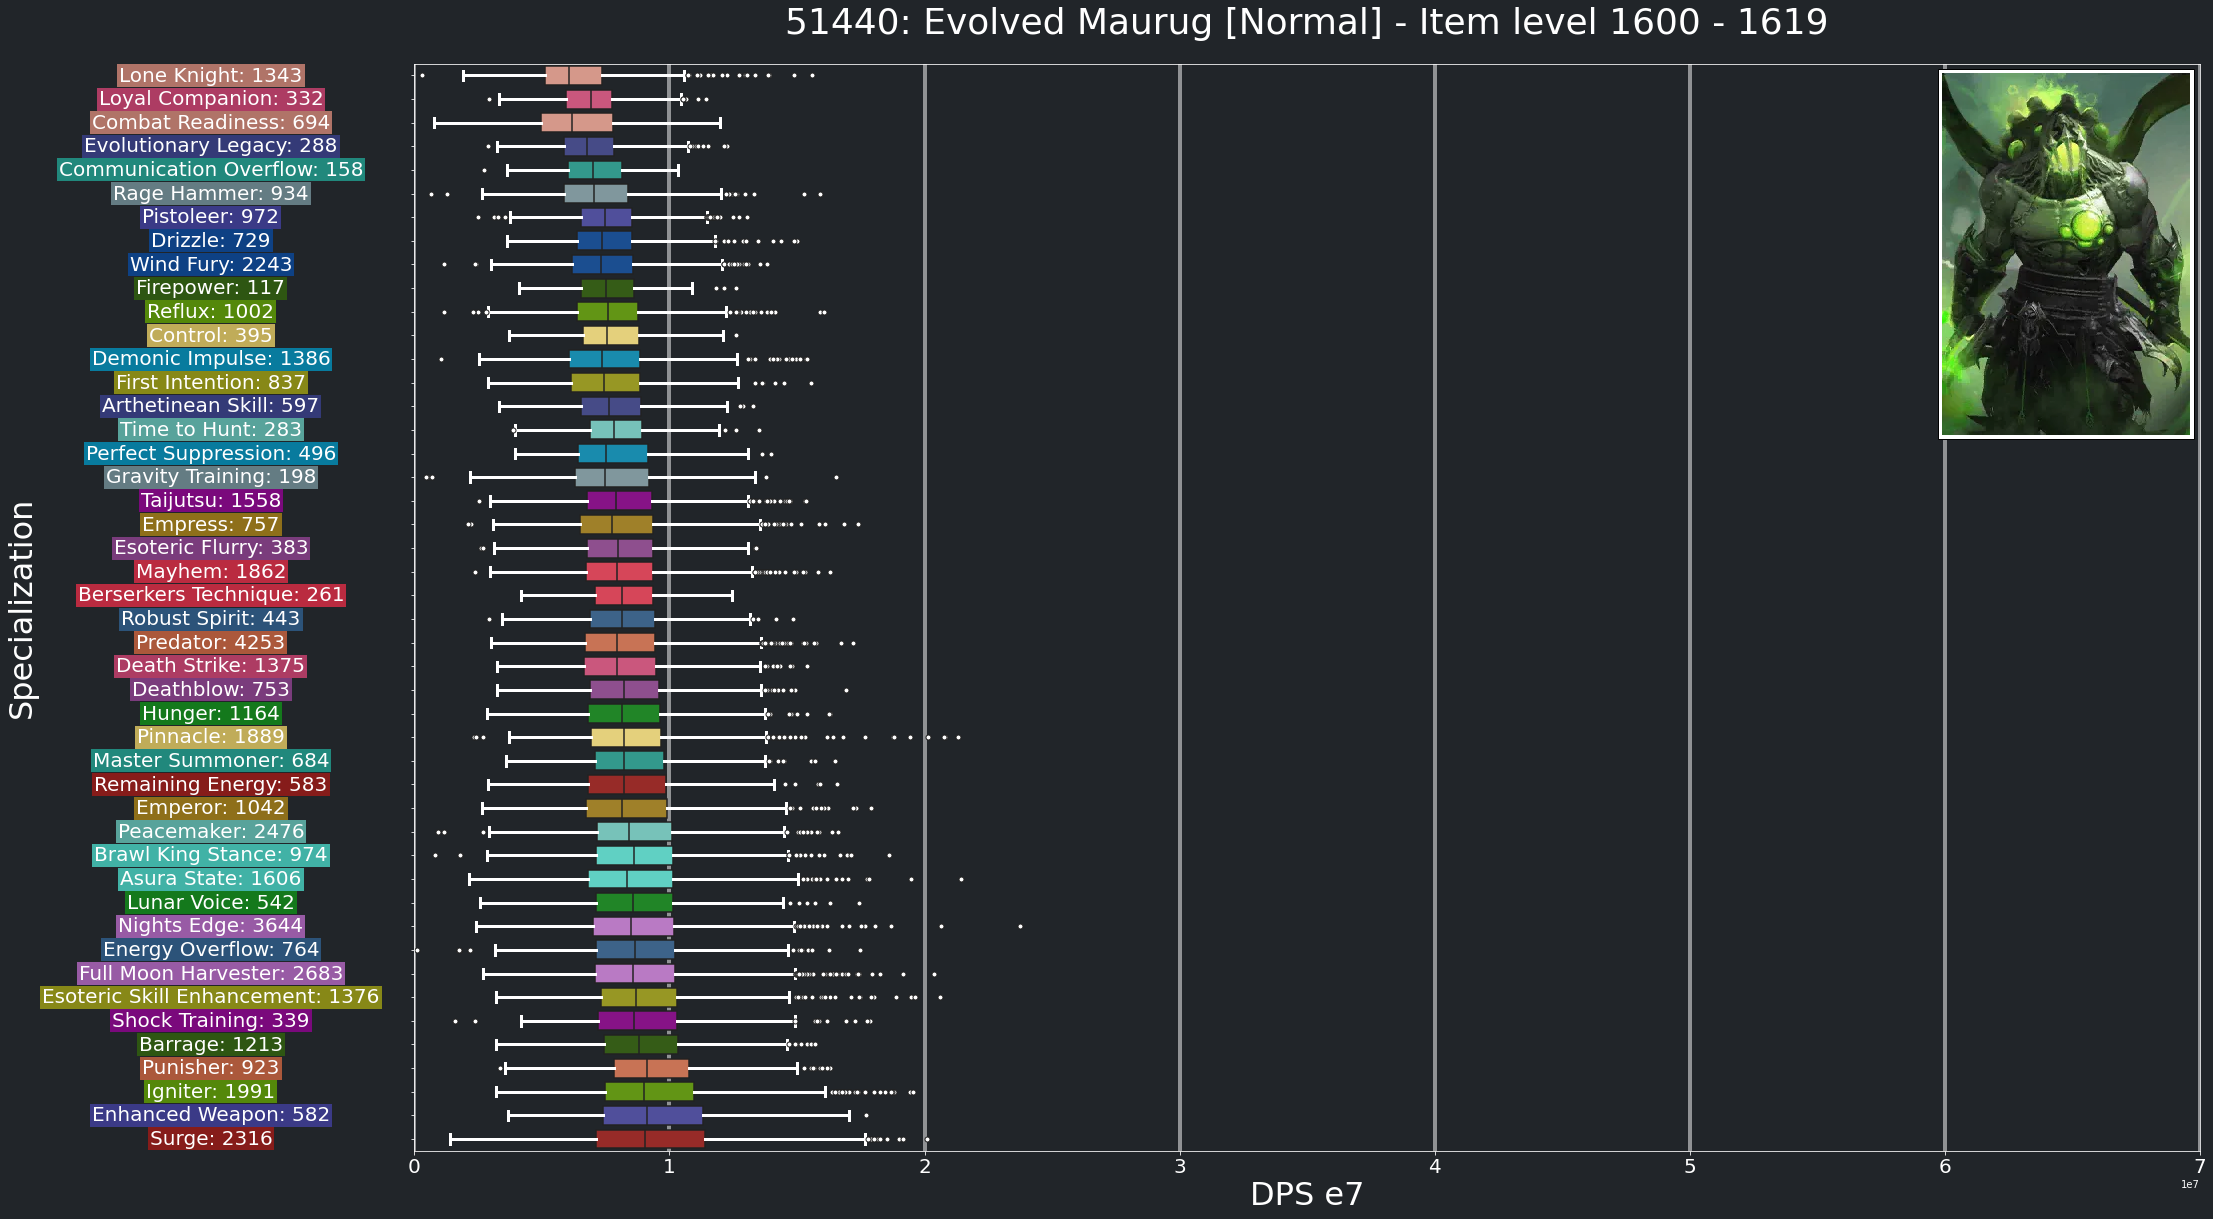 51440: Evolved Maurug [Normal] - Item level 1600 - 1619
Specialization
Lone Knight: 1343
Loyal Companion: 332
Combat Readiness: 694
Evolutionary Legacy: 288
Communication Overflow: 158
Rage Hammer: 934
Pistoleer: 972
Drizzle: 729
Wind Fury: 2243
Firepower: 117
Reflux: 1002
Control: 395
Demonic Impulse: 1386
First Intention: 837
Arthetinean Skill: 597
Time to Hunt: 283
Perfect Suppression: 496
Gravity Training: 198
Taijutsu: 1558
Empress: 757
Esoteric Flurry: 383
Mayhem: 1862
Berserkers Technique: 261
Robust Spirit: 443
Predator: 4253
Death Strike: 1375
Deathblow: 753
Hunger: 1164
Pinnacle: 1889
Master Summoner: 684
Remaining Energy: 583
Emperor: 1042
Peacemaker: 2476
Brawl King Stance: 974
Asura State: 1606
Lunar Voice: 542
Nights Edge: 3644
Energy Overflow: 764
Full Moon Harvester: 2683
Esoteric Skill Enhancement: 1376
Shock Training: 339
Barrage: 1213
Punisher: 923
Igniter: 1991
Enhanced Weapon: 582
Surge: 2316
0 1 2 3 4 5 6 7
1e7
DPS e7